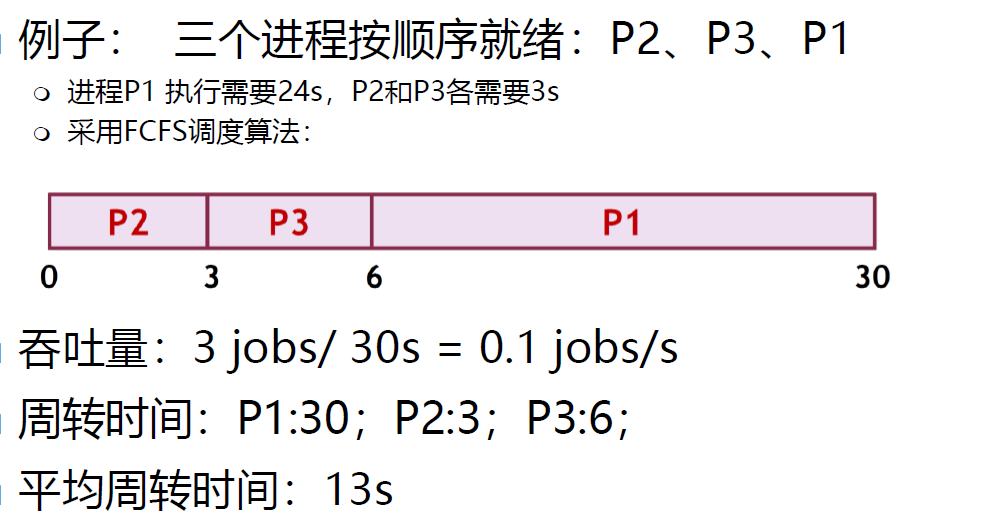 例子： 三个进程按顺序就绪：P2、P3、P1
进程P1 执行需要24s，P2和P3各需要3s
采用FCFS调度算法：
P2 P3 P1
0 3 6 30
吞吐量：3 jobs/ 30s = 0.1 jobs/s
周转时间：P1:30；P2:3；P3:6；
平均周转时间：13s